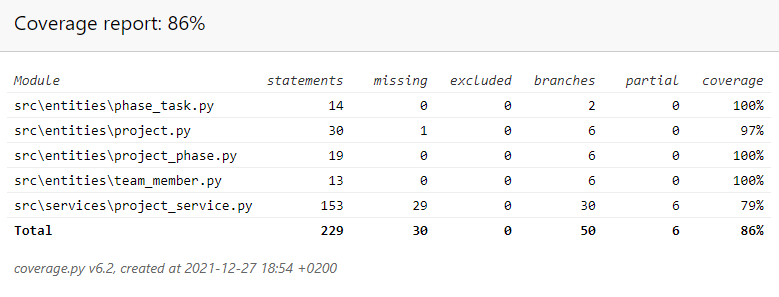 Coverage report: 86%
Module statements missing excluded branches partial coverage
src\entities\phase_task.py 14 0 0 2 0 100%
src\entities\project.py 30 1 0 6 0 97%
src\entities\project_phase.py 19 0 0 6 0 100%
src\entities\team_member.py 13 0 0 6 0 100%
src\services\project_service.py 153 29 0 30 6 79%
Total 229 30 0 50 6 86%
coverage.py v6.2, created at 2021-12-27 18:54 +0200